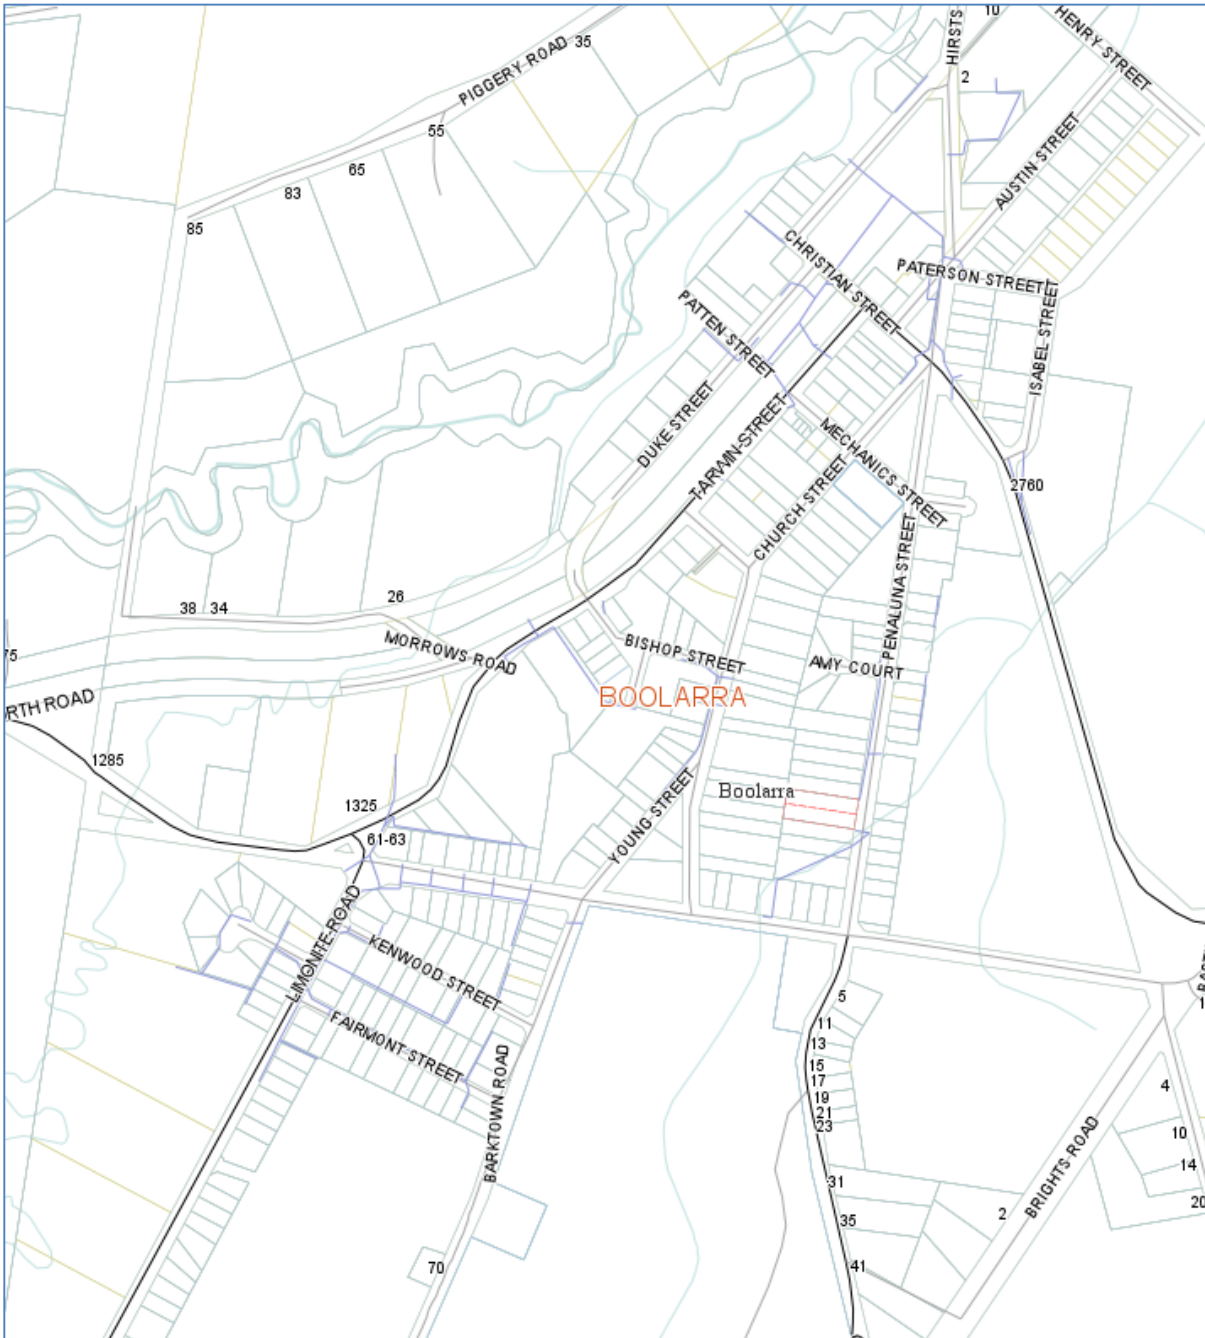 10
HENRY STREET
HIRSTS
35
PIGGERY ROAD
2
55
AUSTIN STREET
65
83
85
CHRISTIAN STREET
PATERSON STREET
PATTEN STREET
ISABEL STREET
DUKE STREET
TARWIN STREET
MECHANICS STREET
2760
CHURCH STREET
PENALUNA STREET
26
38
34
MORROWS ROAD
BISHOP STREET
AMY COURT
75
BOOLARRA
RTH ROAD
1285
Boolarra
1325
YOUNG STREET
61-63
LIMONITE ROAD
KENWOOD STREET
FAIRMONT STREET
5
11
13
15
17
19
21
23
BARKTOWN ROAD
4
10
14
BRIGHTS ROAD
31
2
20
35
41
70